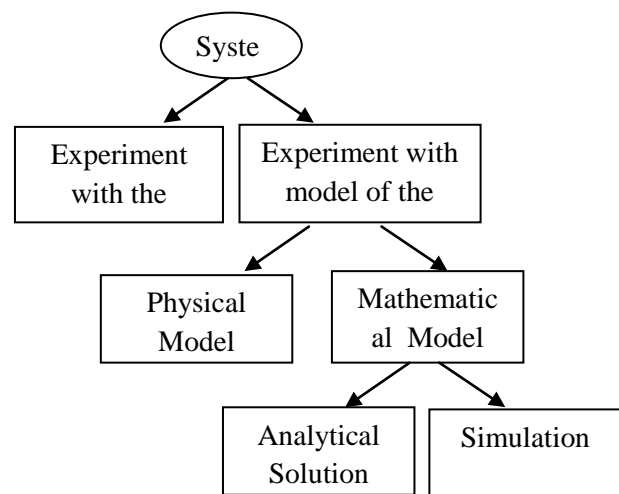 Syste
Experiment
with the
Experiment with
model of the
Physical
Model
Mathematic
al Model
Analytical
Solution
Simulation